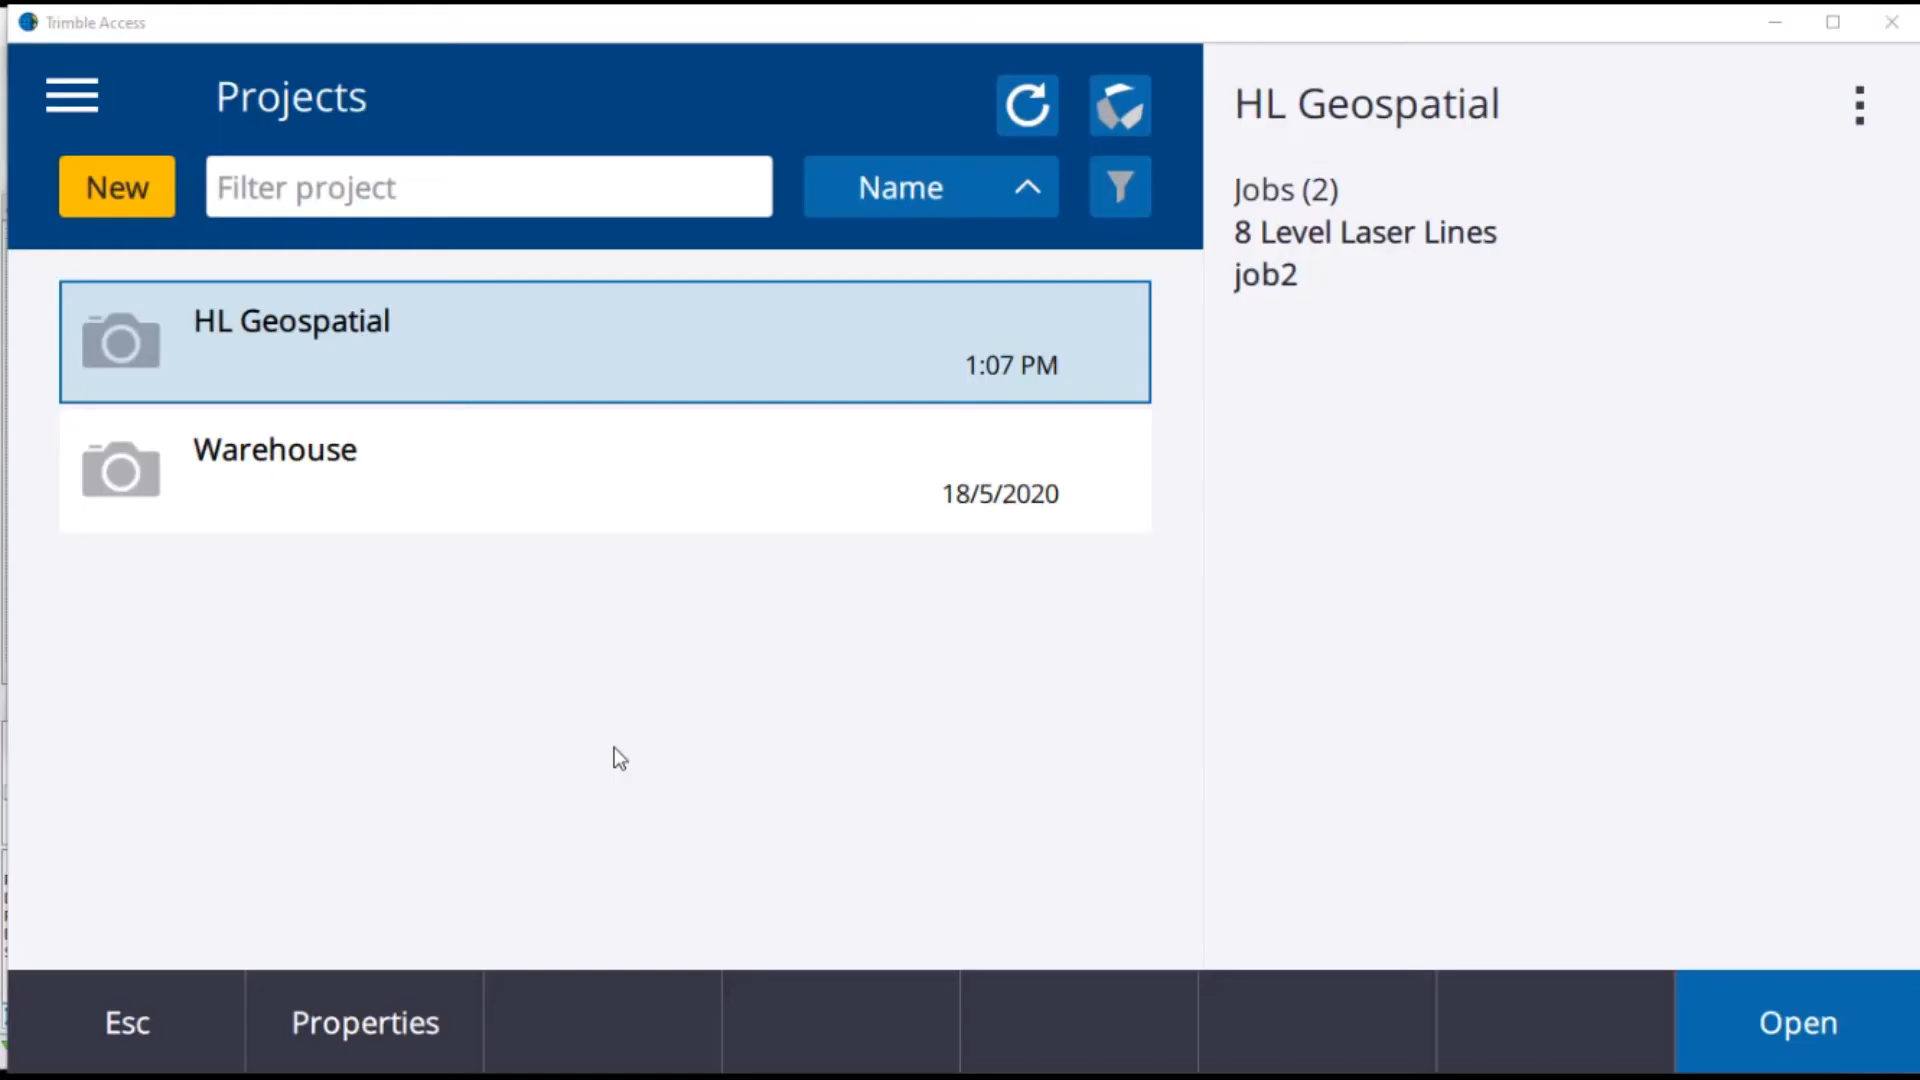 Trimble Access
Projects
New
Filter project
Name
HL Geospatial
1:07 PM
Warehouse
18/5/2020
HL Geospatial
Jobs (2)
8 Level Laser Lines
job2
Esc
Properties
Open